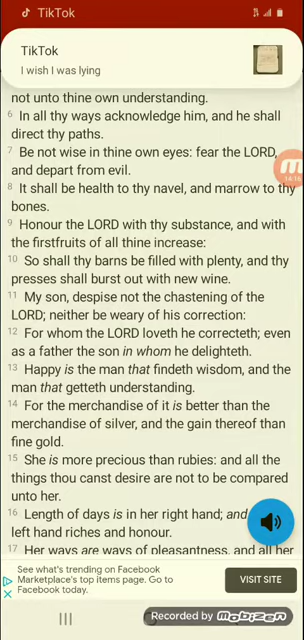 TikTok
TikTok
I wish I was lying
not unto thine own understanding.
6 In all thy ways acknowledge him, and he shall
direct thy paths.
7 Be not wise in thine own eyes: fear the LORD,
and depart from evil.
8 It shall be health to thy navel, and marrow to thy
bones.
9 Honour the LORD with thy substance, and with
the firstfruits of all thine increase:
10 So shall thy barns be filled with plenty, and thy
presses shall burst out with new wine.
11 My son, despise not the chastening of the
LORD; neither be weary of his correction:
12 For whom the LORD loveth he correcteth; even
as a father the son in whom he delighteth.
13 Happy is the man that findeth wisdom, and the
man that getteth understanding.
14 For the merchandise of it is better than the
merchandise of silver, and the gain thereof than
fine gold.
15 She is more precious than rubies: and all the
things thou canst desire are not to be compared
unto her.
16 Length of days is in her right hand; and
left hand riches and honour.
17 Her ways are ways of pleasantness, and all her
See what's trending on Facebook
Marketplace's top items page. Go to
Facebook today.
VISIT SITE
Recorded by Mobizen